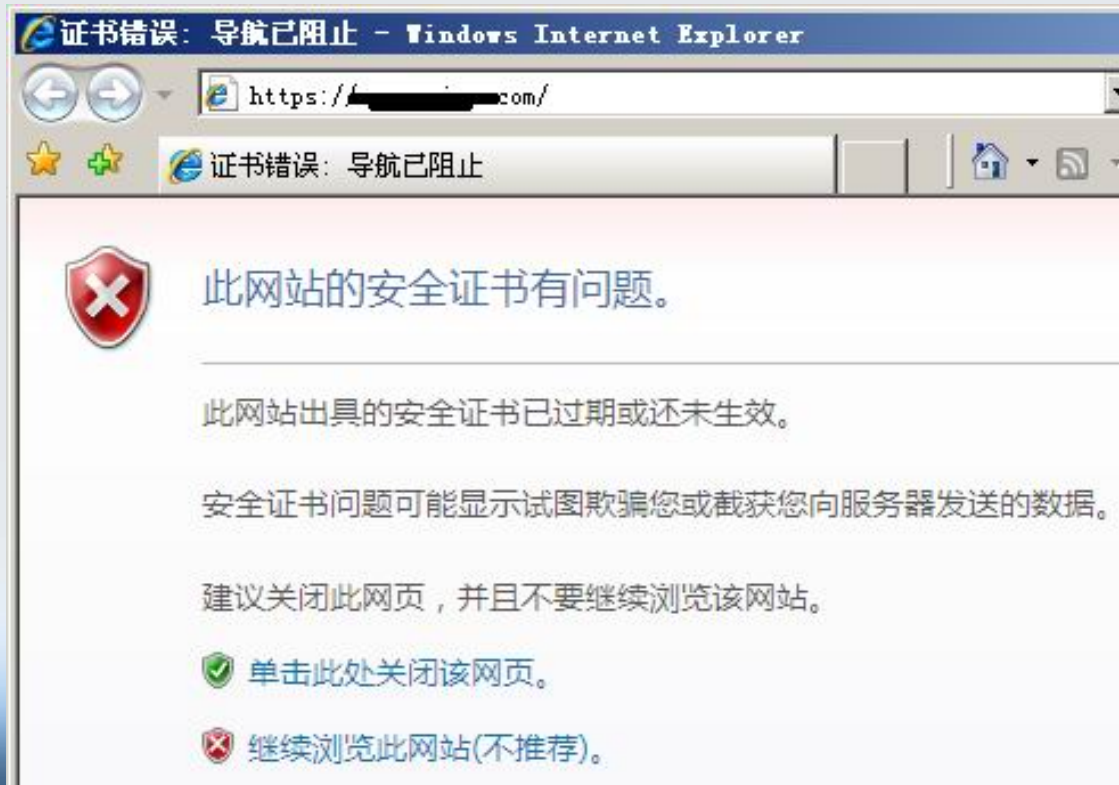 证书错误: 导航已阻止 - Windows Internet Explorer
https:// com/
证书错误: 导航已阻止
此网站的安全证书有问题。
此网站出具的安全证书已过期或还未生效。
安全证书问题可能显示试图欺骗您或截获您向服务器发送的数据。
建议关闭此网页，并且不要继续浏览该网站。
单击此处关闭该网页。
继续浏览此网站(不推荐)。